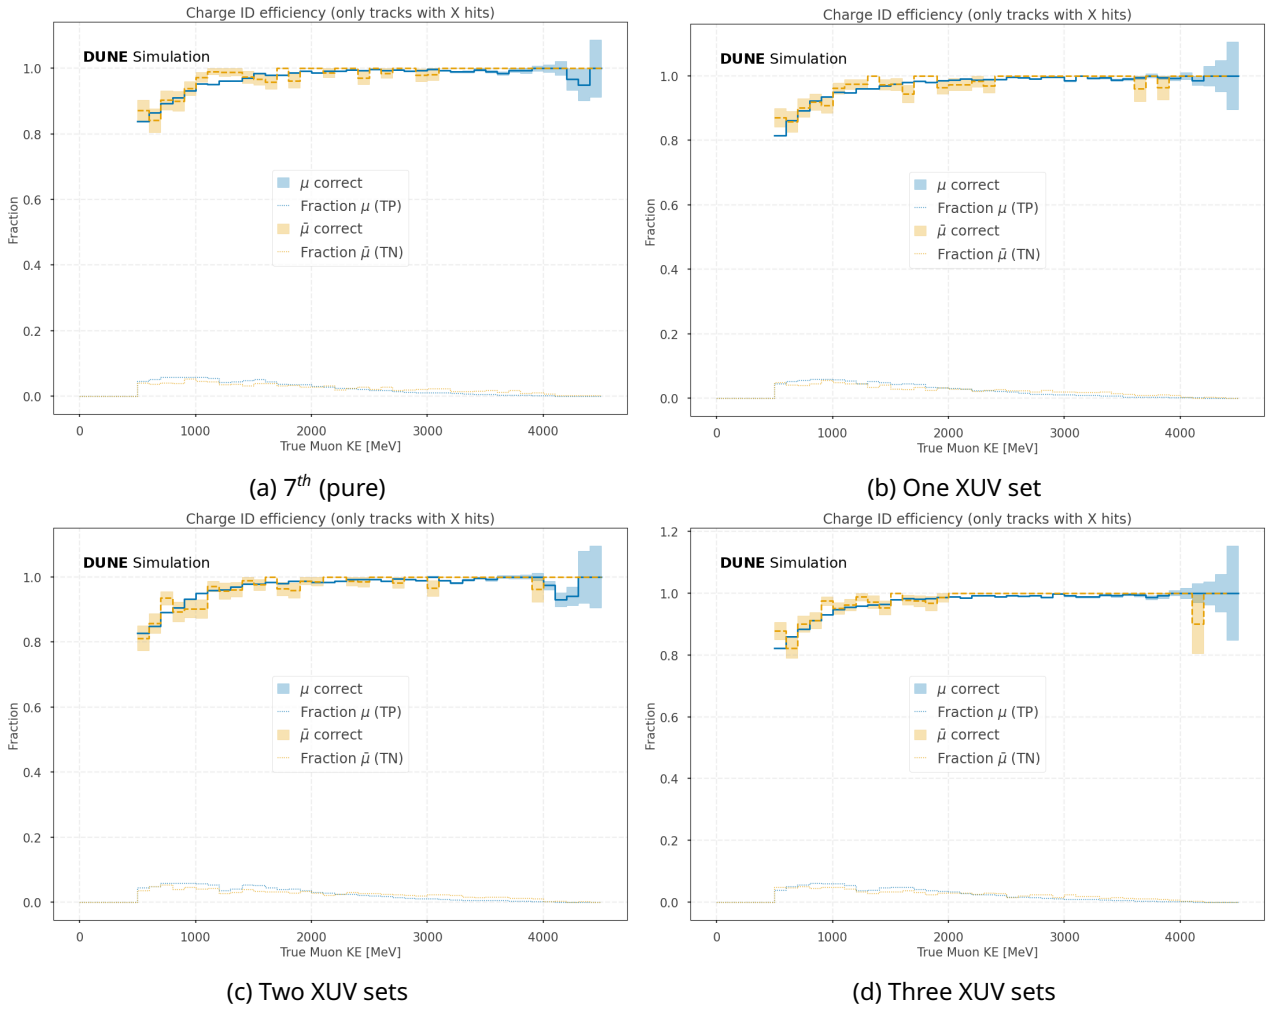 Charge ID efficiency (only tracks with X hits)
DUNE Simulation
1.0
0.8
0.6
0.4
0.2
0.0
Fraction
μ correct
Fraction μ (TP)
μ̄ correct
Fraction μ̄ (TN)
0 1000 2000 3000 4000
True Muon KE [MeV]
(a) 7th (pure)
Charge ID efficiency (only tracks with X hits)
DUNE Simulation
1.0
0.8
0.6
0.4
0.2
0.0
Fraction
μ correct
Fraction μ (TP)
μ̄ correct
Fraction μ̄ (TN)
0 1000 2000 3000 4000
True Muon KE [MeV]
(b) One XUV set
Charge ID efficiency (only tracks with X hits)
DUNE Simulation
1.0
0.8
0.6
0.4
0.2
0.0
Fraction
μ correct
Fraction μ (TP)
μ̄ correct
Fraction μ̄ (TN)
0 1000 2000 3000 4000
True Muon KE [MeV]
(c) Two XUV sets
Charge ID efficiency (only tracks with X hits)
1.2
DUNE Simulation
1.0
0.8
0.6
0.4
0.2
0.0
Fraction
μ correct
Fraction μ (TP)
μ̄ correct
Fraction μ̄ (TN)
0 1000 2000 3000 4000
True Muon KE [MeV]
(d) Three XUV sets